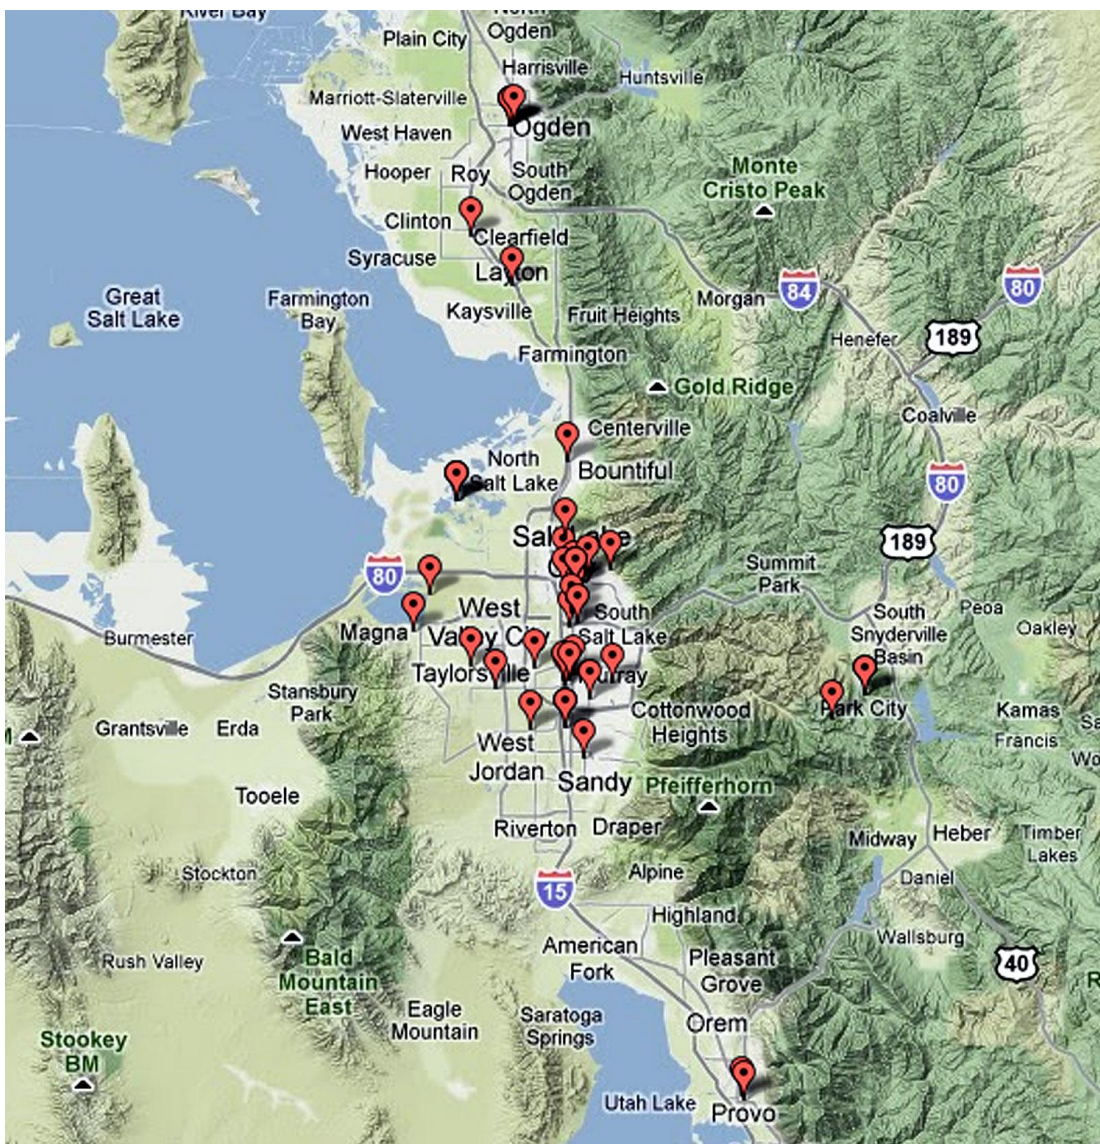 River Bay
North
Ogden
Plain City
Harrisville
Huntsville
Marriott-Slaterville
Ogden
West Haven
Hooper
Roy
South
Ogden
Monte
Cristo Peak
Clinton
Clearfield
Syracuse
Layton
Great
Salt Lake
Farmington
Bay
Kaysville
Fruit Heights
Morgan
84
80
189
Henefer
Farmington
Gold Ridge
Coalville
Centerville
North
Salt Lake
Bountiful
80
Salt Lake
189
80
Summit
Park
West
Valley City
South
Salt Lake
South
Snyderville
Basin
Peoa
Oakley
Magna
Burmester
Taylorsville
Murray
Stansbury
Park
Park City
Kamas
Francis
Sa
Wo
M
Grantsville
Erda
Cottonwood
Heights
West
Jordan
Sandy
Pfeifferhorn
Tooele
Riverton
Draper
Midway
Heber
Timber
Lakes
Stockton
15
Alpine
Daniel
Highland
Wallsburg
American
Fork
Pleasant
Grove
40
Rush Valley
Bald
Mountain
East
R
Eagle
Mountain
Saratoga
Springs
Orem
Stookey
BM
Utah Lake
Provo